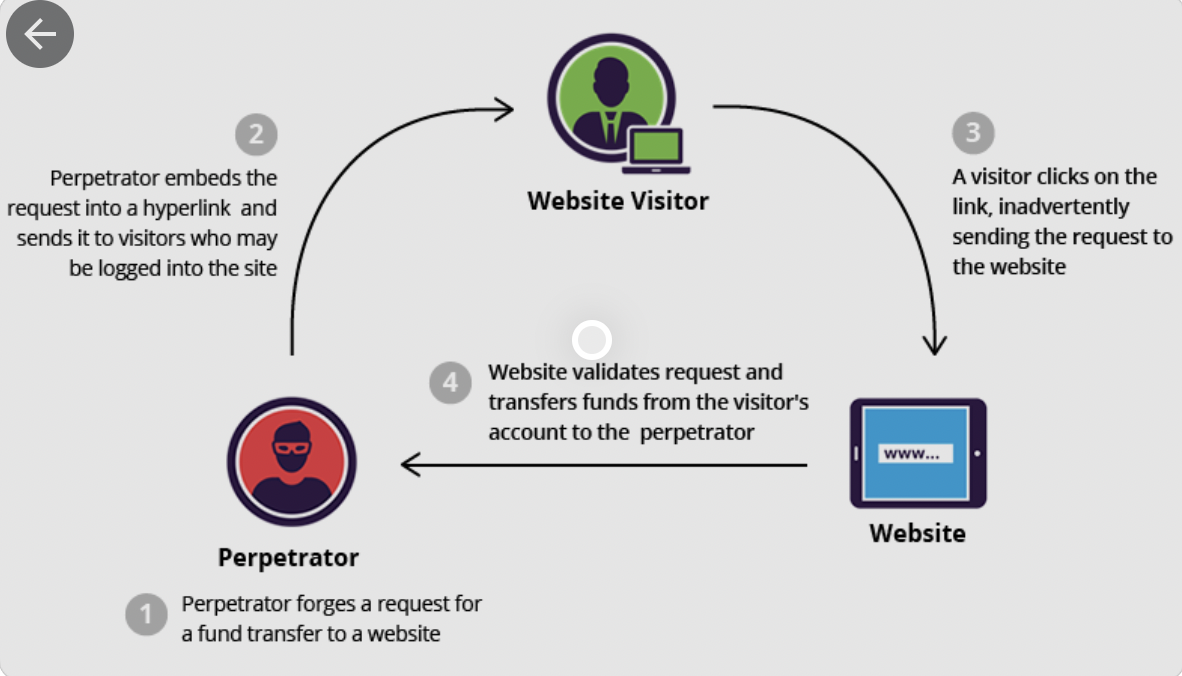 Website Visitor
2
Perpetrator embeds the
request into a hyperlink and
sends it to visitors who may
be logged into the site
3
A visitor clicks on the
link, inadvertently
sending the request to
the website
4
Website validates request and
transfers funds from the visitor's
account to the perpetrator
www...
Website
Perpetrator
1
Perpetrator forges a request for
a fund transfer to a website